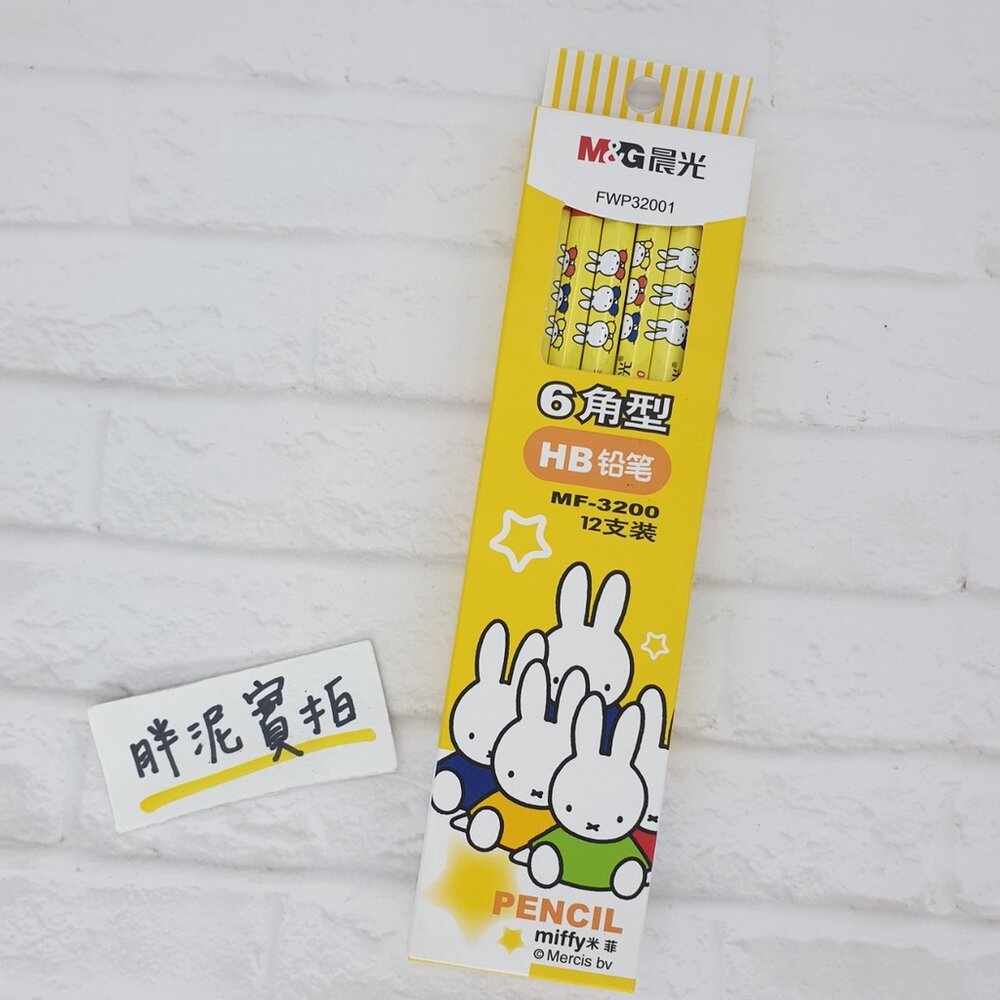 M&G晨光
FWP32001
6角型
HB铅笔
MF-3200
12支装
PENCIL
miffy米菲
© Mercis bv
胖泥實拍